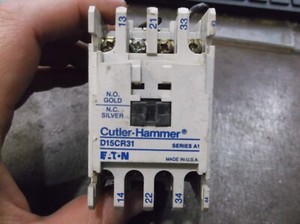 13 21 33
N.O.
GOLD
N.C.
SILVER
Cutler-Hammer®
D15CR31 SERIES A1
EATON MADE IN U.S.A.
14 22 34